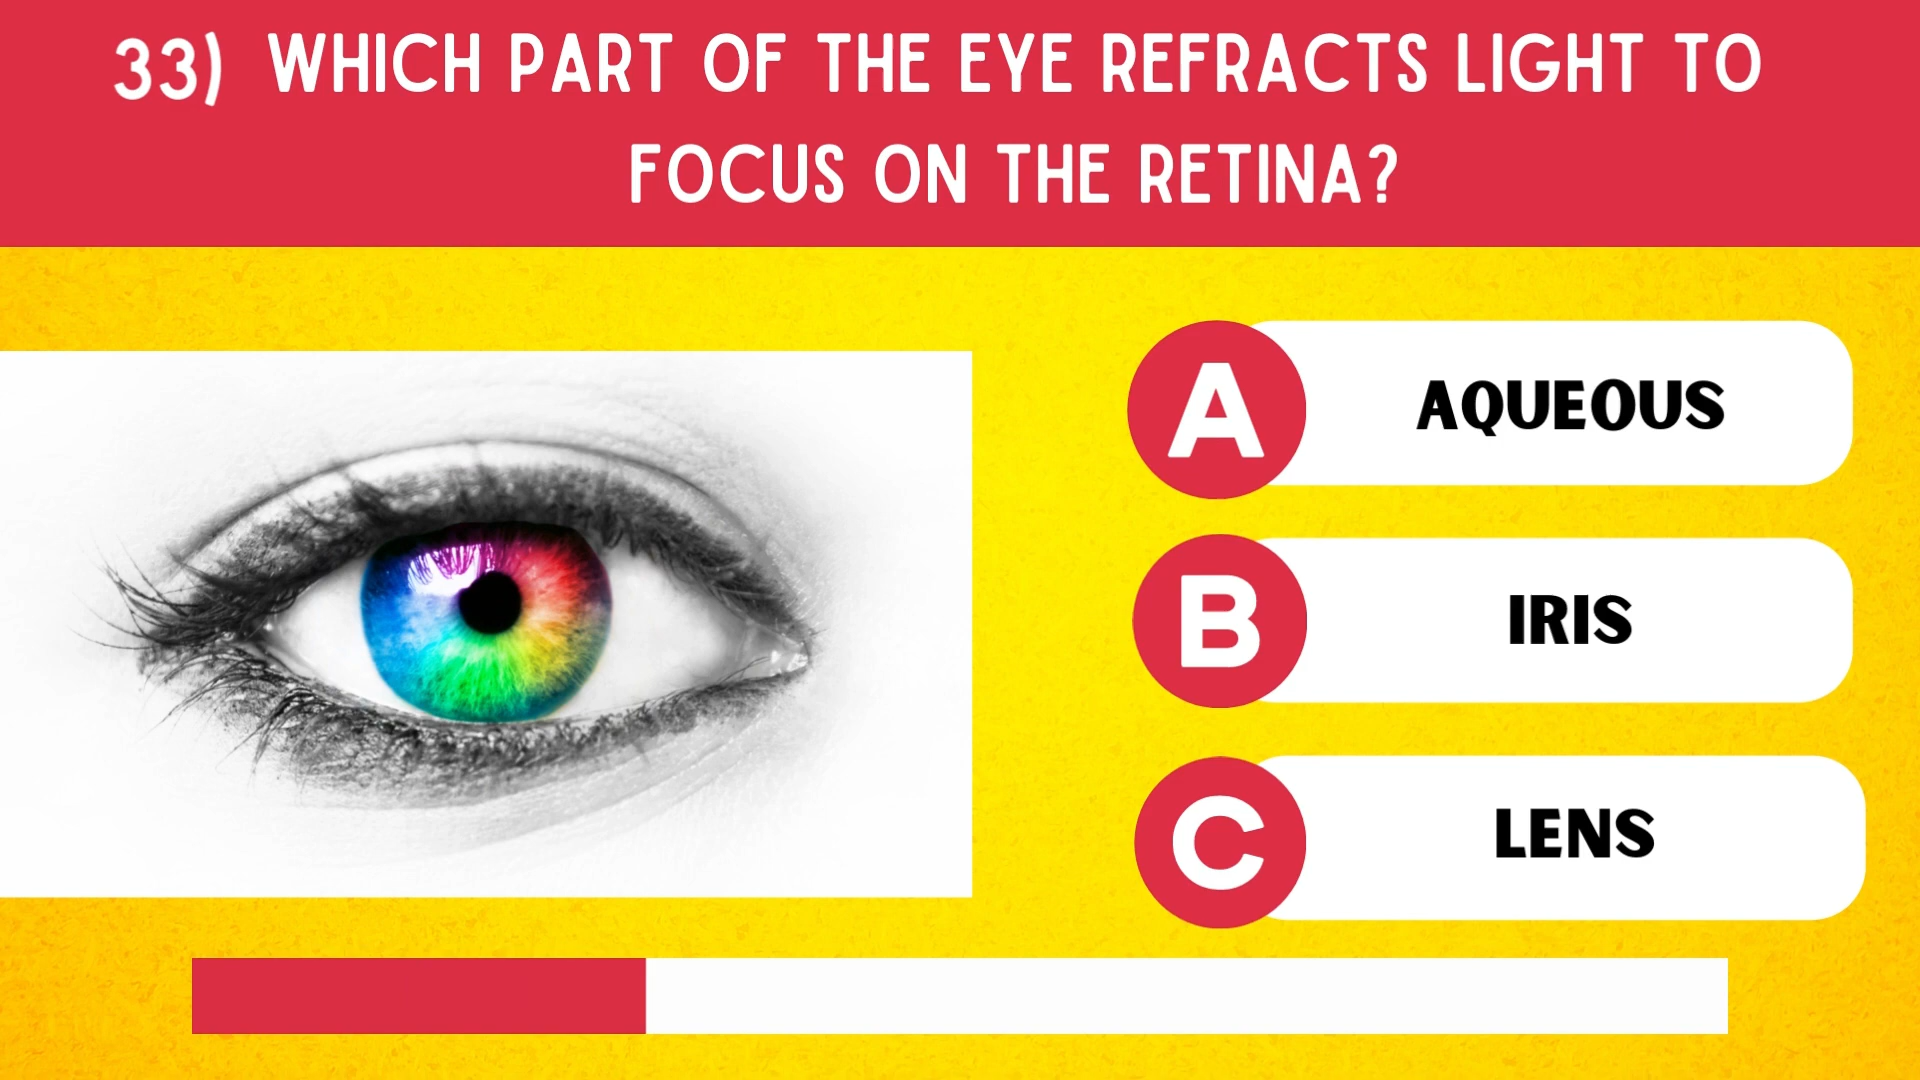 33) WHICH PART OF THE EYE REFRACTS LIGHT TO
FOCUS ON THE RETINA?
A AQUEOUS
B IRIS
C LENS